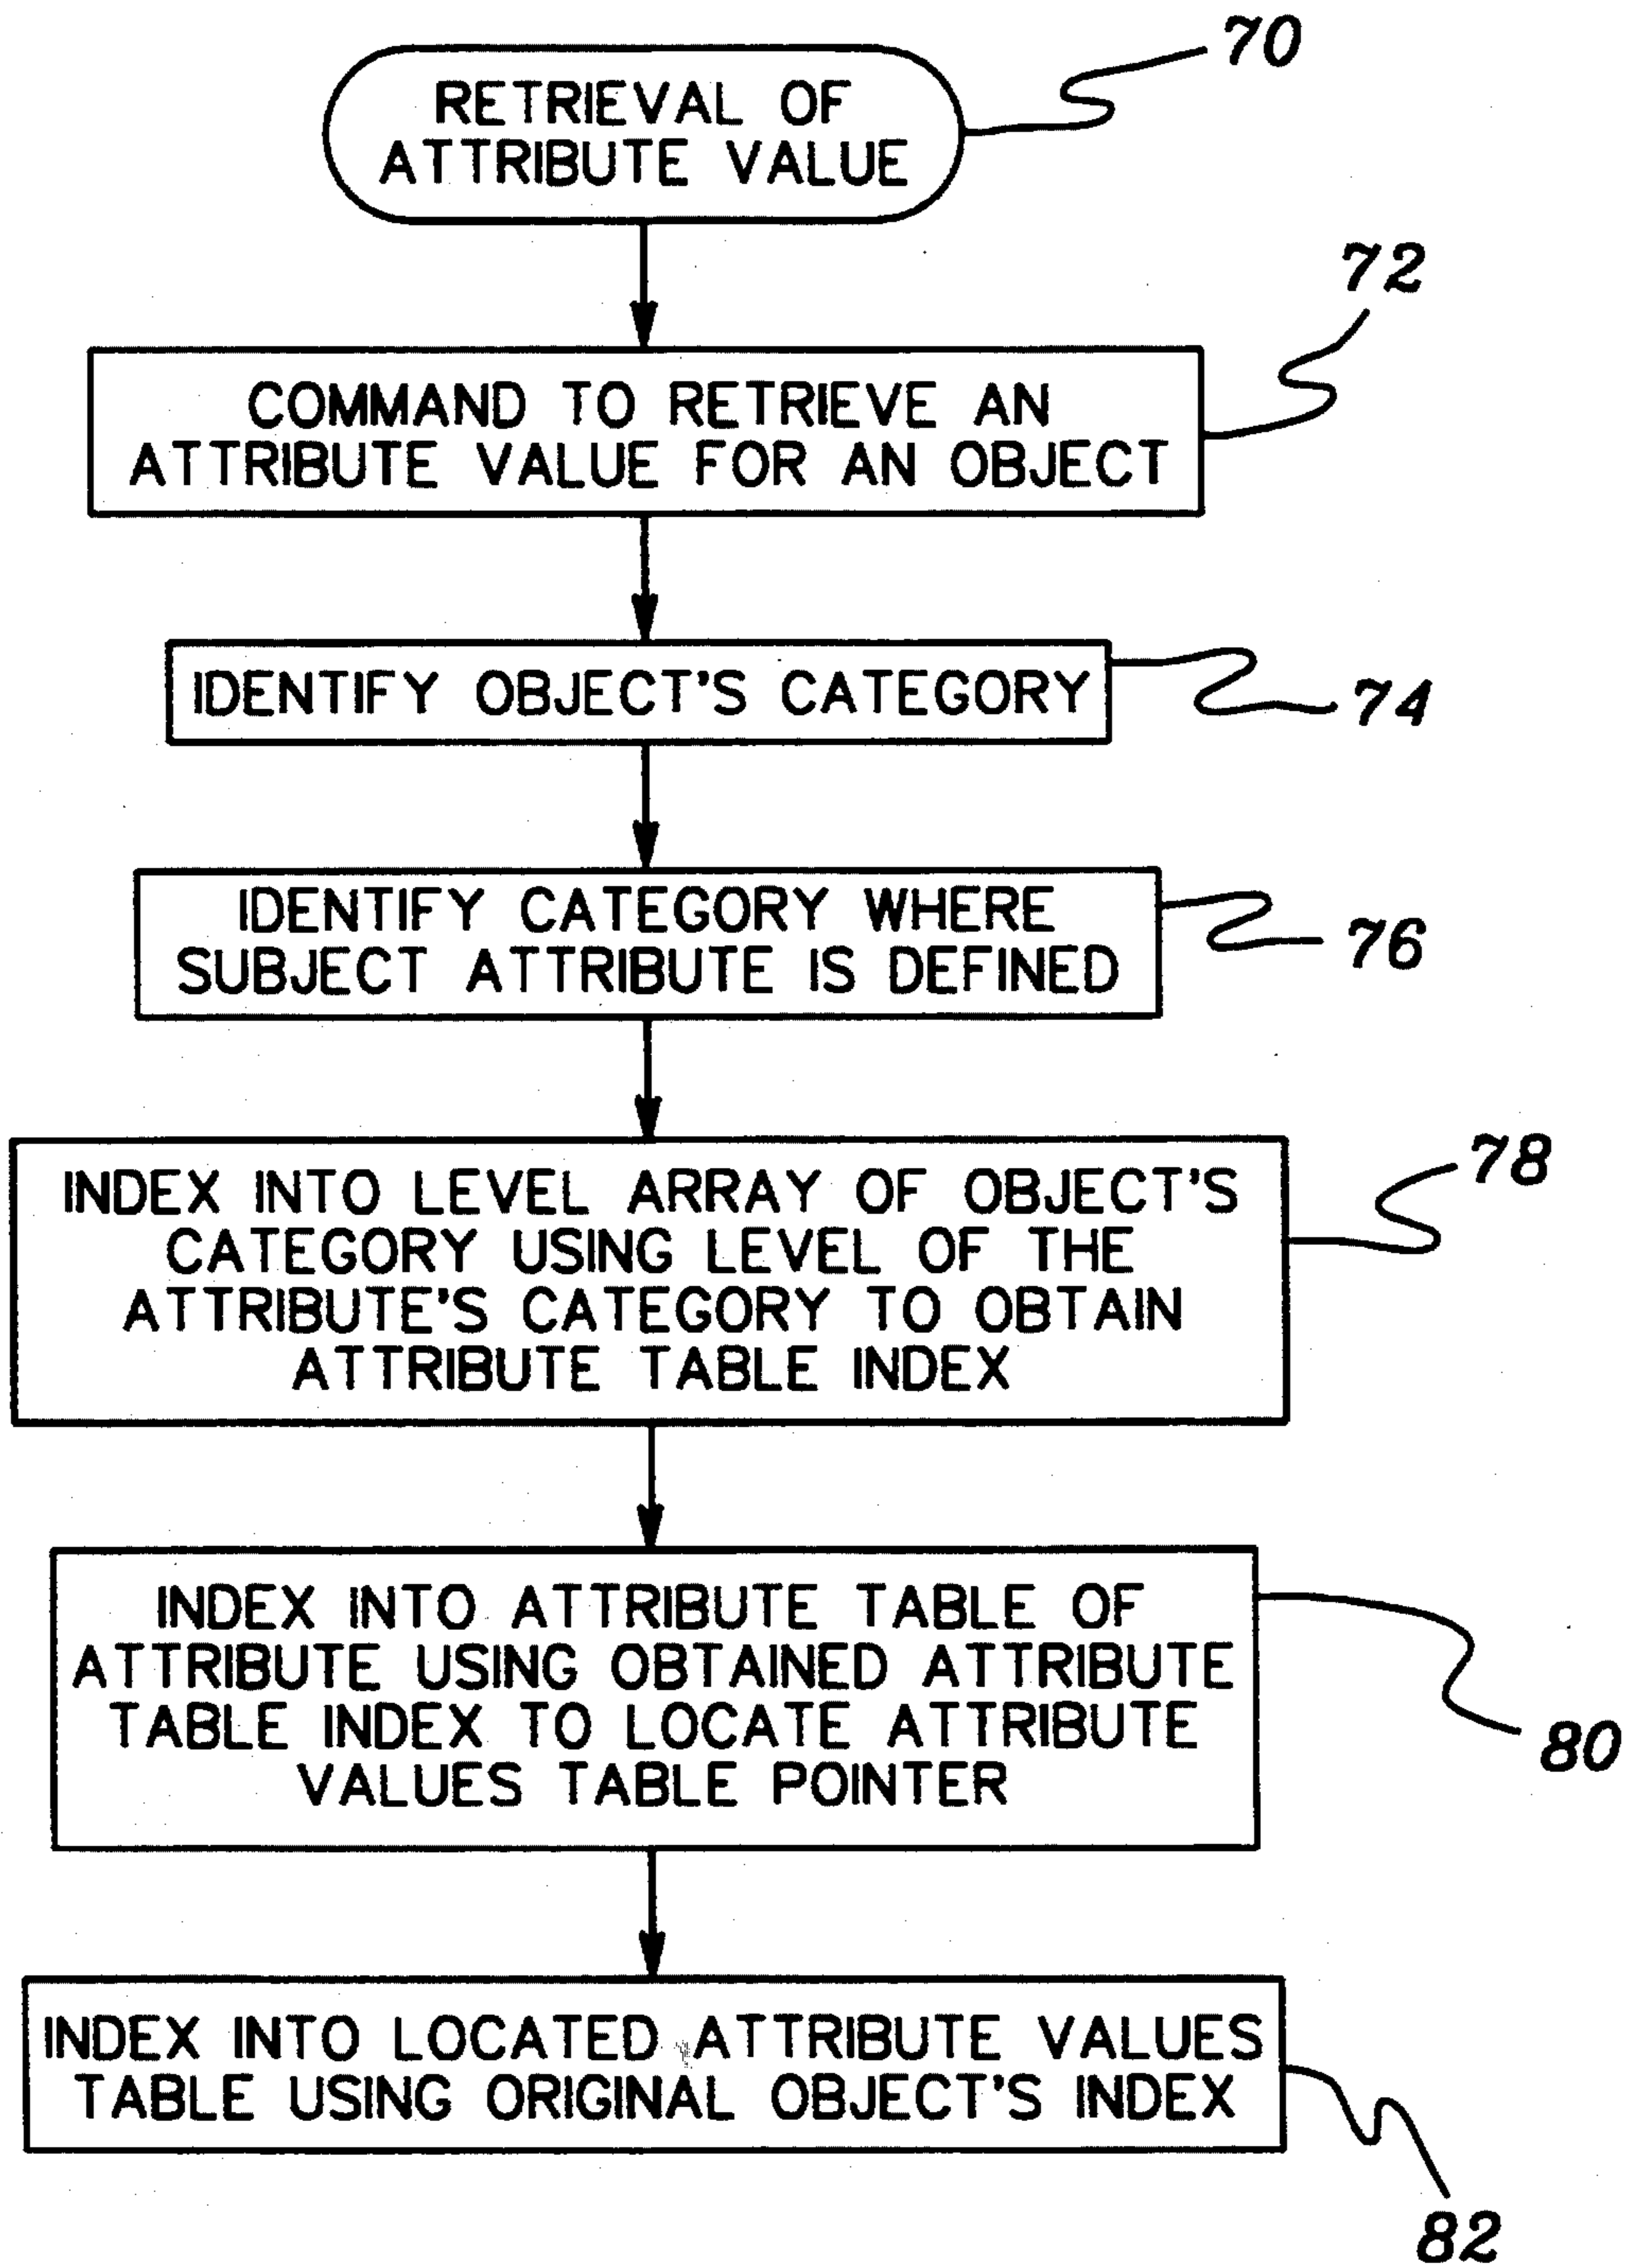 70
RETRIEVAL OF
ATTRIBUTE VALUE
72
COMMAND TO RETRIEVE AN
ATTRIBUTE VALUE FOR AN OBJECT
IDENTIFY OBJECT'S CATEGORY
74
IDENTIFY CATEGORY WHERE
SUBJECT ATTRIBUTE IS DEFINED
76
78
INDEX INTO LEVEL ARRAY OF OBJECT'S
CATEGORY USING LEVEL OF THE
ATTRIBUTE'S CATEGORY TO OBTAIN
ATTRIBUTE TABLE INDEX
INDEX INTO ATTRIBUTE TABLE OF
ATTRIBUTE USING OBTAINED ATTRIBUTE
TABLE INDEX TO LOCATE ATTRIBUTE
VALUES TABLE POINTER
80
INDEX INTO LOCATED ATTRIBUTE VALUES
TABLE USING ORIGINAL OBJECT'S INDEX
82